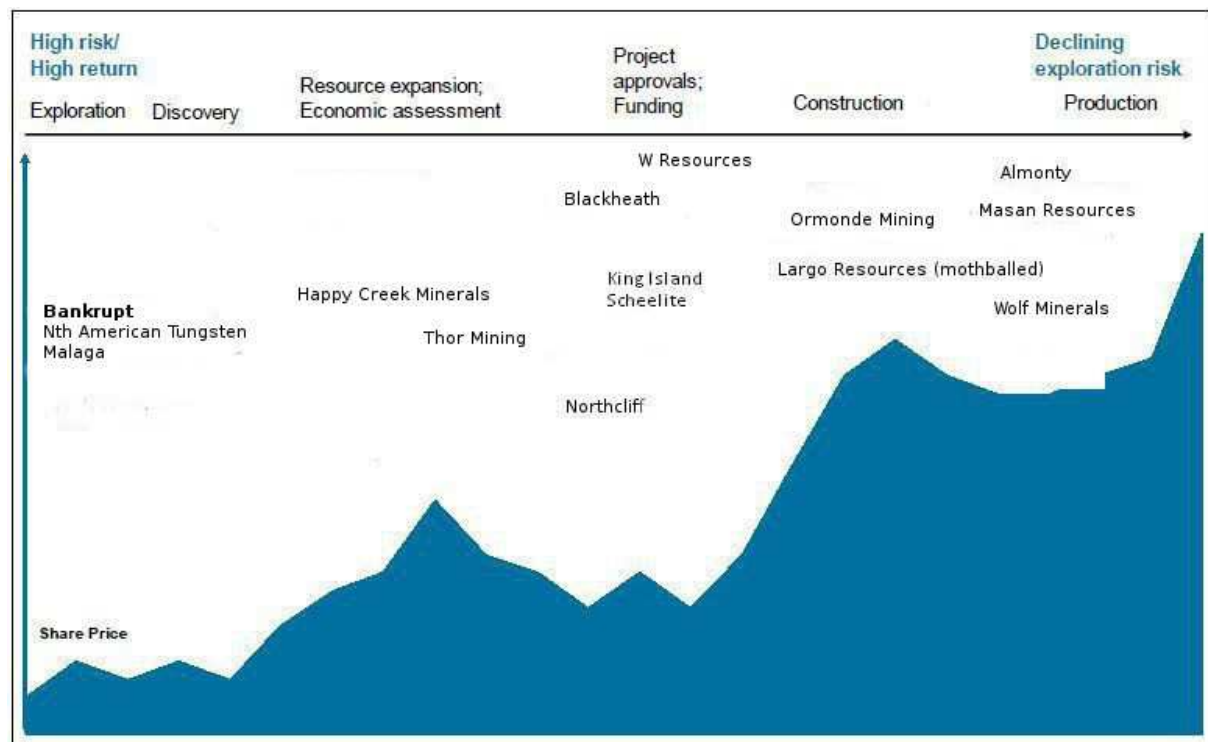 High risk/
High return
Declining
exploration risk
Exploration
Discovery
Resource expansion;
Economic assessment
Project
approvals;
Funding
Construction
Production
W Resources
Almonty
Blackheath
Masan Resources
Ormonde Mining
Largo Resources (mothballed)
King Island
Scheelite
Happy Creek Minerals
Wolf Minerals
Bankrupt
Nth American Tungsten
Malaga
Thor Mining
Northcliff
Share Price